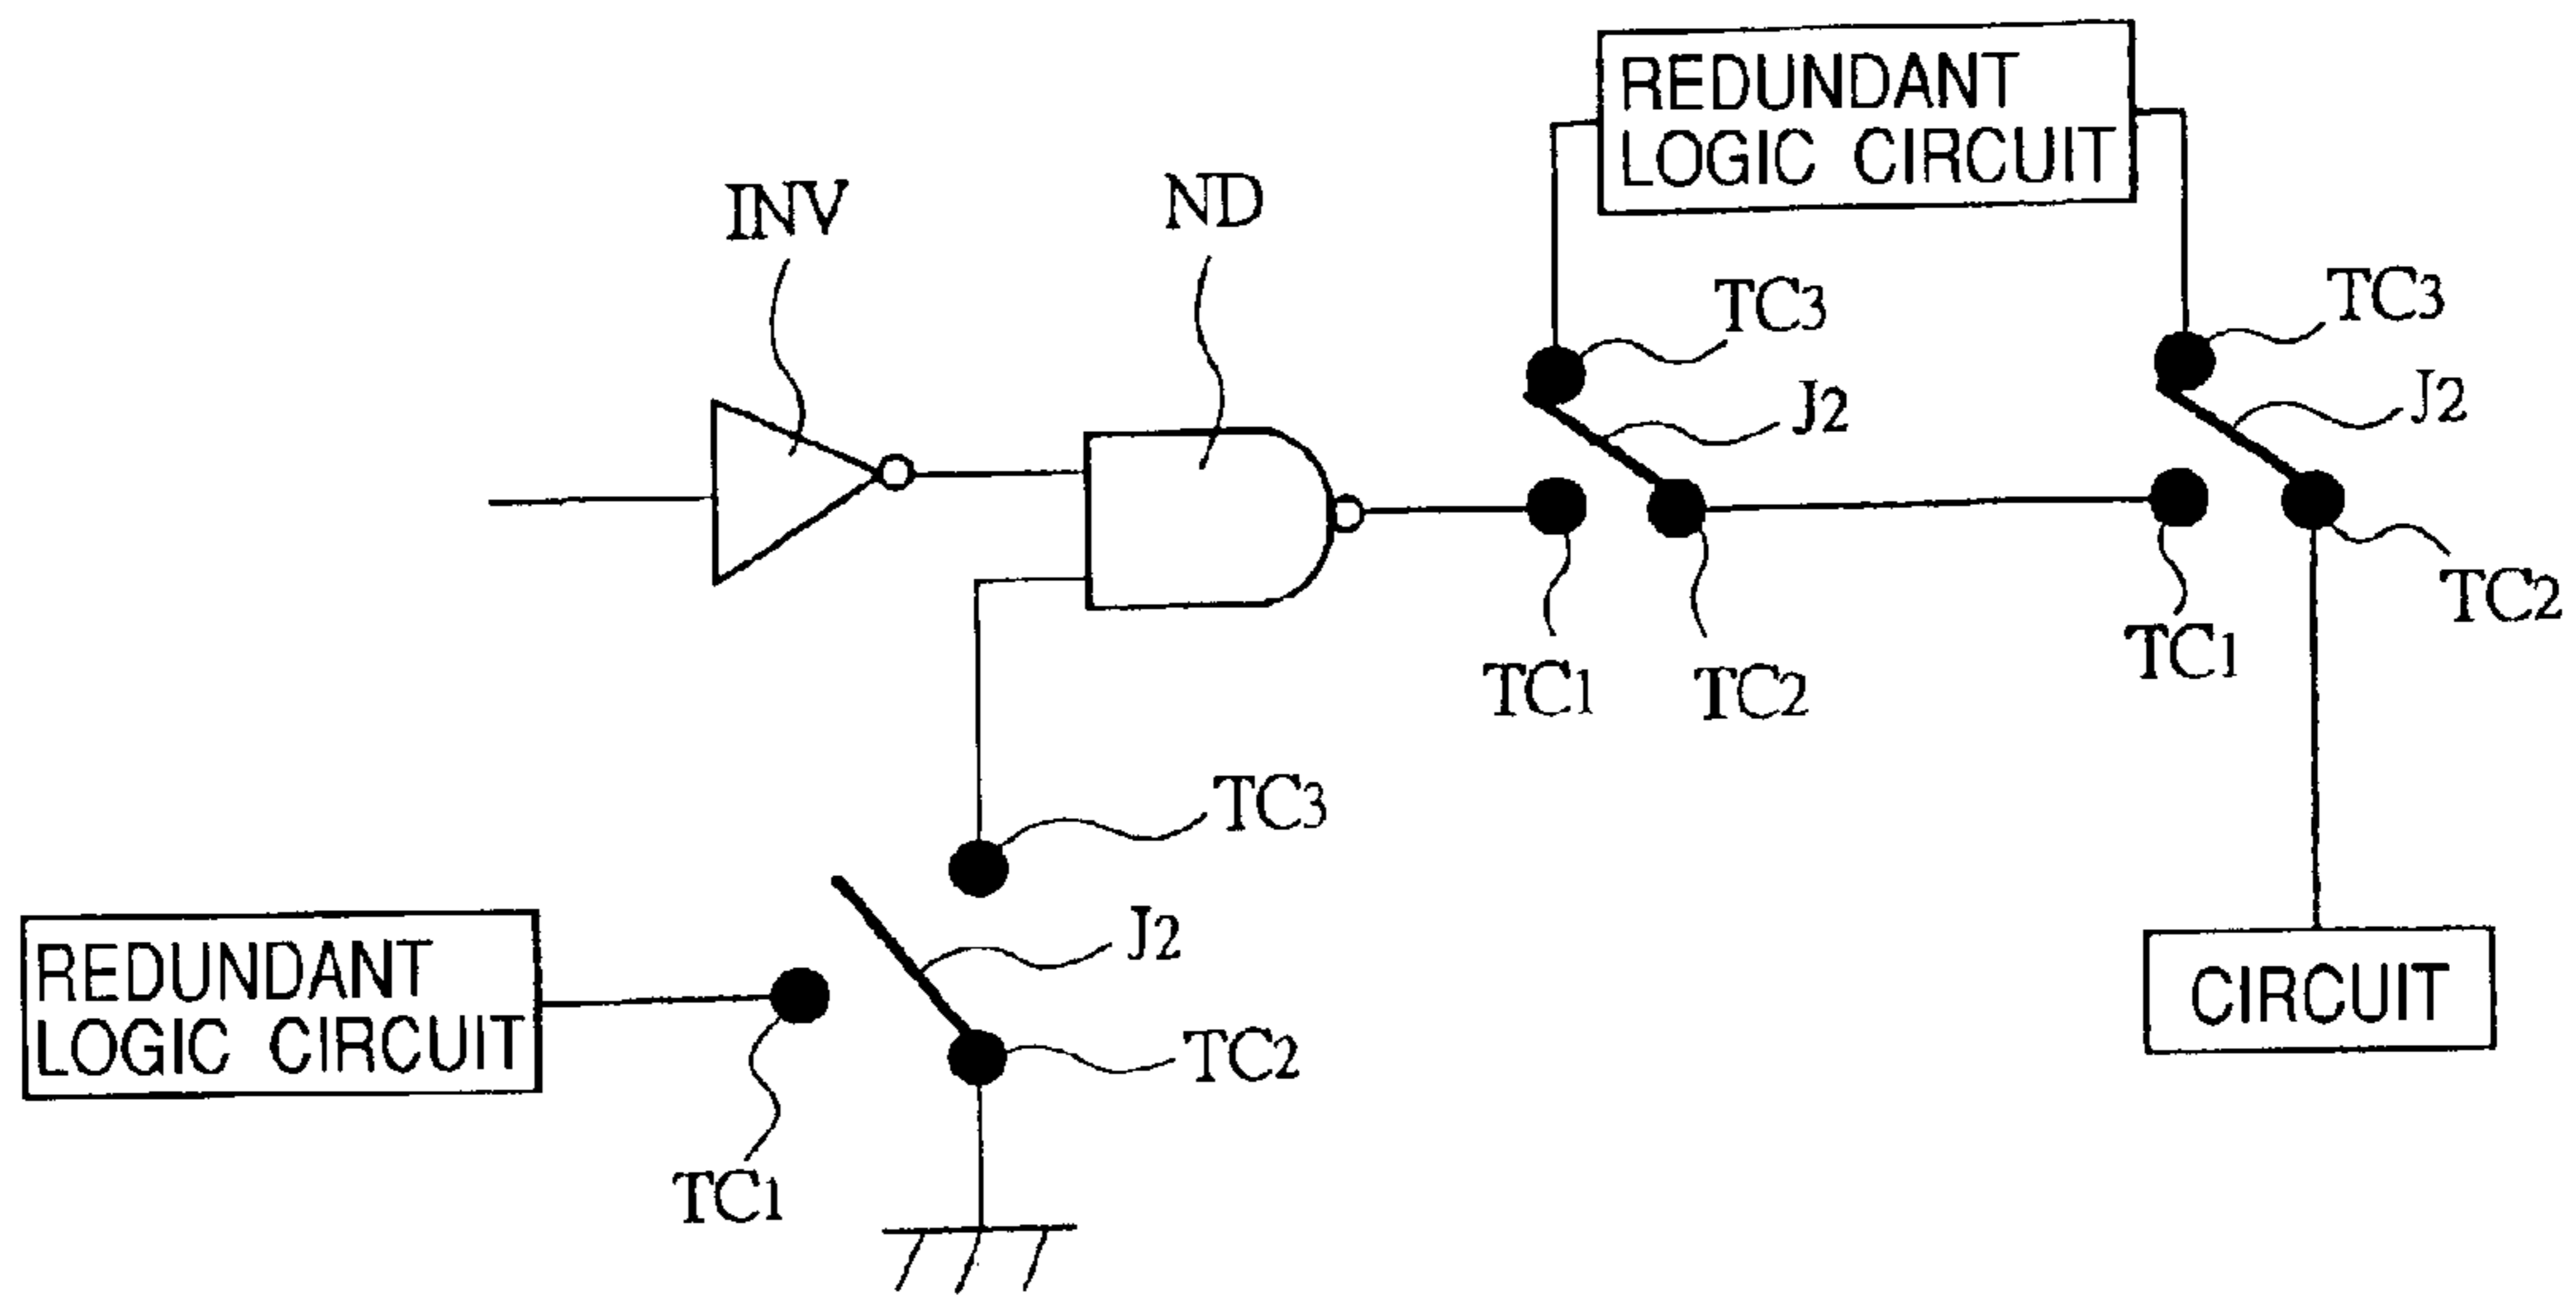 REDUNDANT
LOGIC CIRCUIT
INV
ND
TC3
TC3
J2
J2
TC2
TC1
TC1
TC2
TC3
J2
REDUNDANT
LOGIC CIRCUIT
TC2
TC1
CIRCUIT